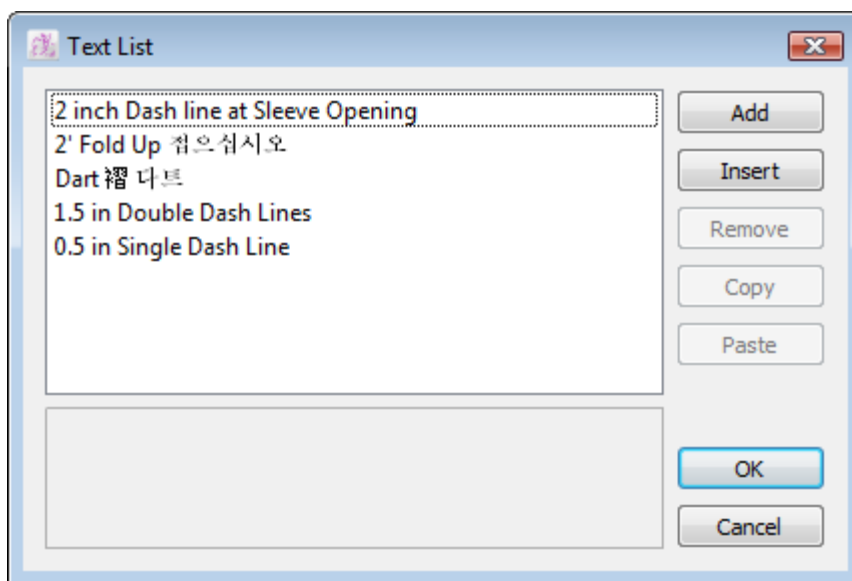 Text List
2 inch Dash line at Sleeve Opening
2' Fold Up 접으십시오
Dart 褶 다트
1.5 in Double Dash Lines
0.5 in Single Dash Line
Add
Insert
Remove
Copy
Paste
OK
Cancel